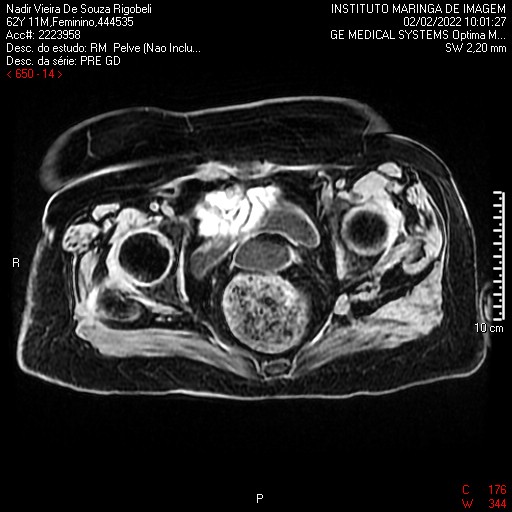 Nadir Vieira De Souza Rigobeli
62Y 11M,Feminino,444535
Acc#: 2223958
Desc. do estudo: RM Pelve (Nao Inclu...
Desc. da série: PRE GD
< 650 - 14 >
INSTITUTO MARINGA DE IMAGEM
02/02/2022 10:01:27
GE MEDICAL SYSTEMS Optima M...
SW 2,20 mm
R
10 cm
P
C 176
W 344